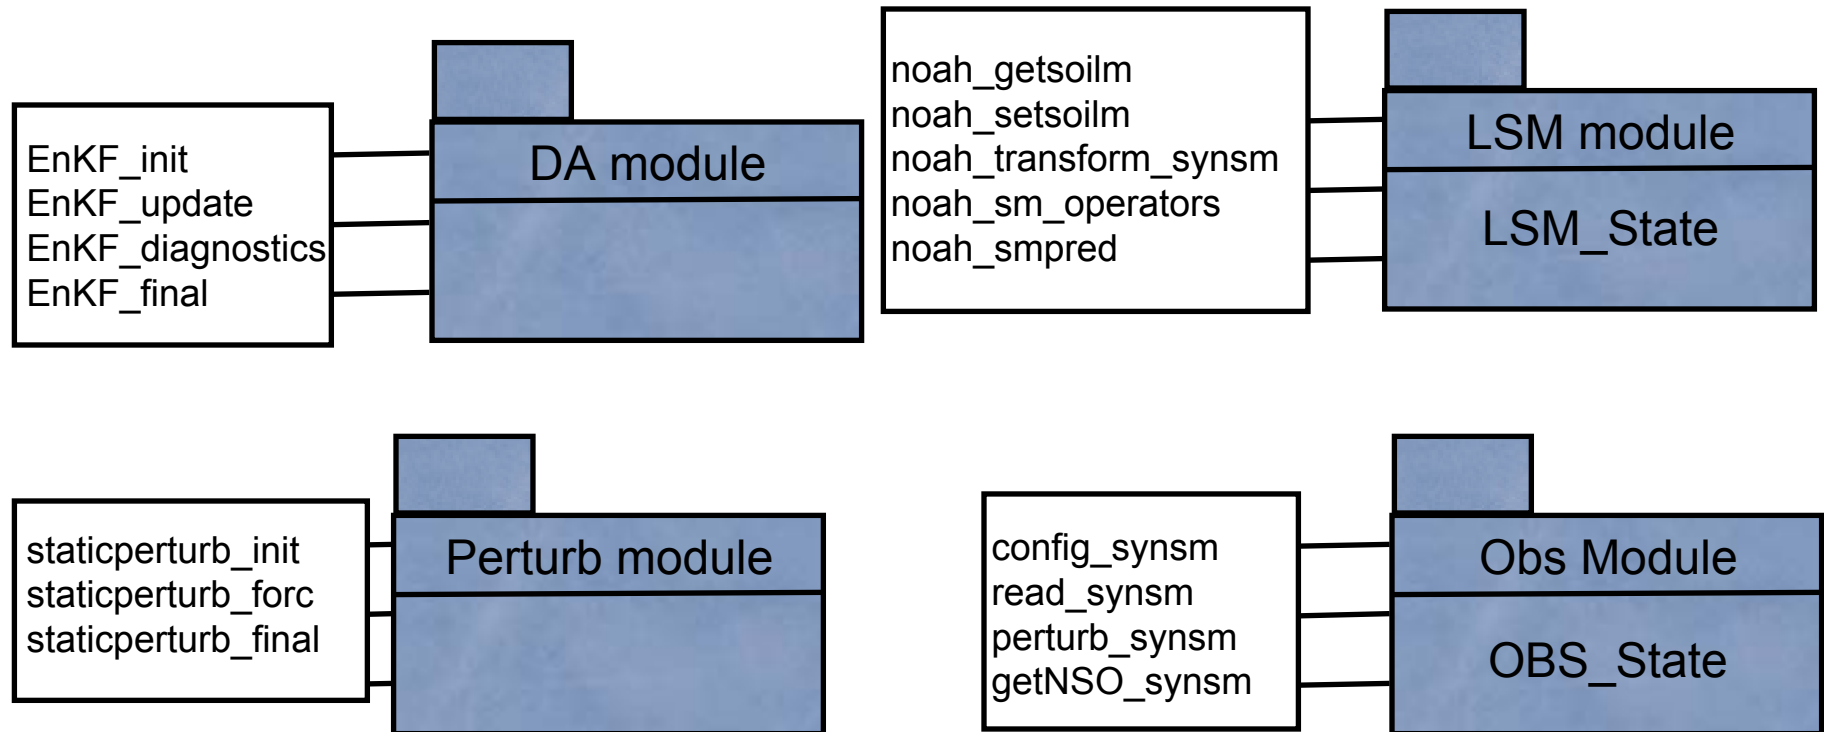 EnKF_init
EnKF_update
EnKF_diagnostics
EnKF_final
DA module
noah_getsoilm
noah_setsoilm
noah_transform_synsm
noah_sm_operators
noah_smpred
LSM module
LSM_State
staticperturb_init
staticperturb_forc
staticperturb_final
Perturb module
config_synsm
read_synsm
perturb_synsm
getNSO_synsm
Obs Module
OBS_State